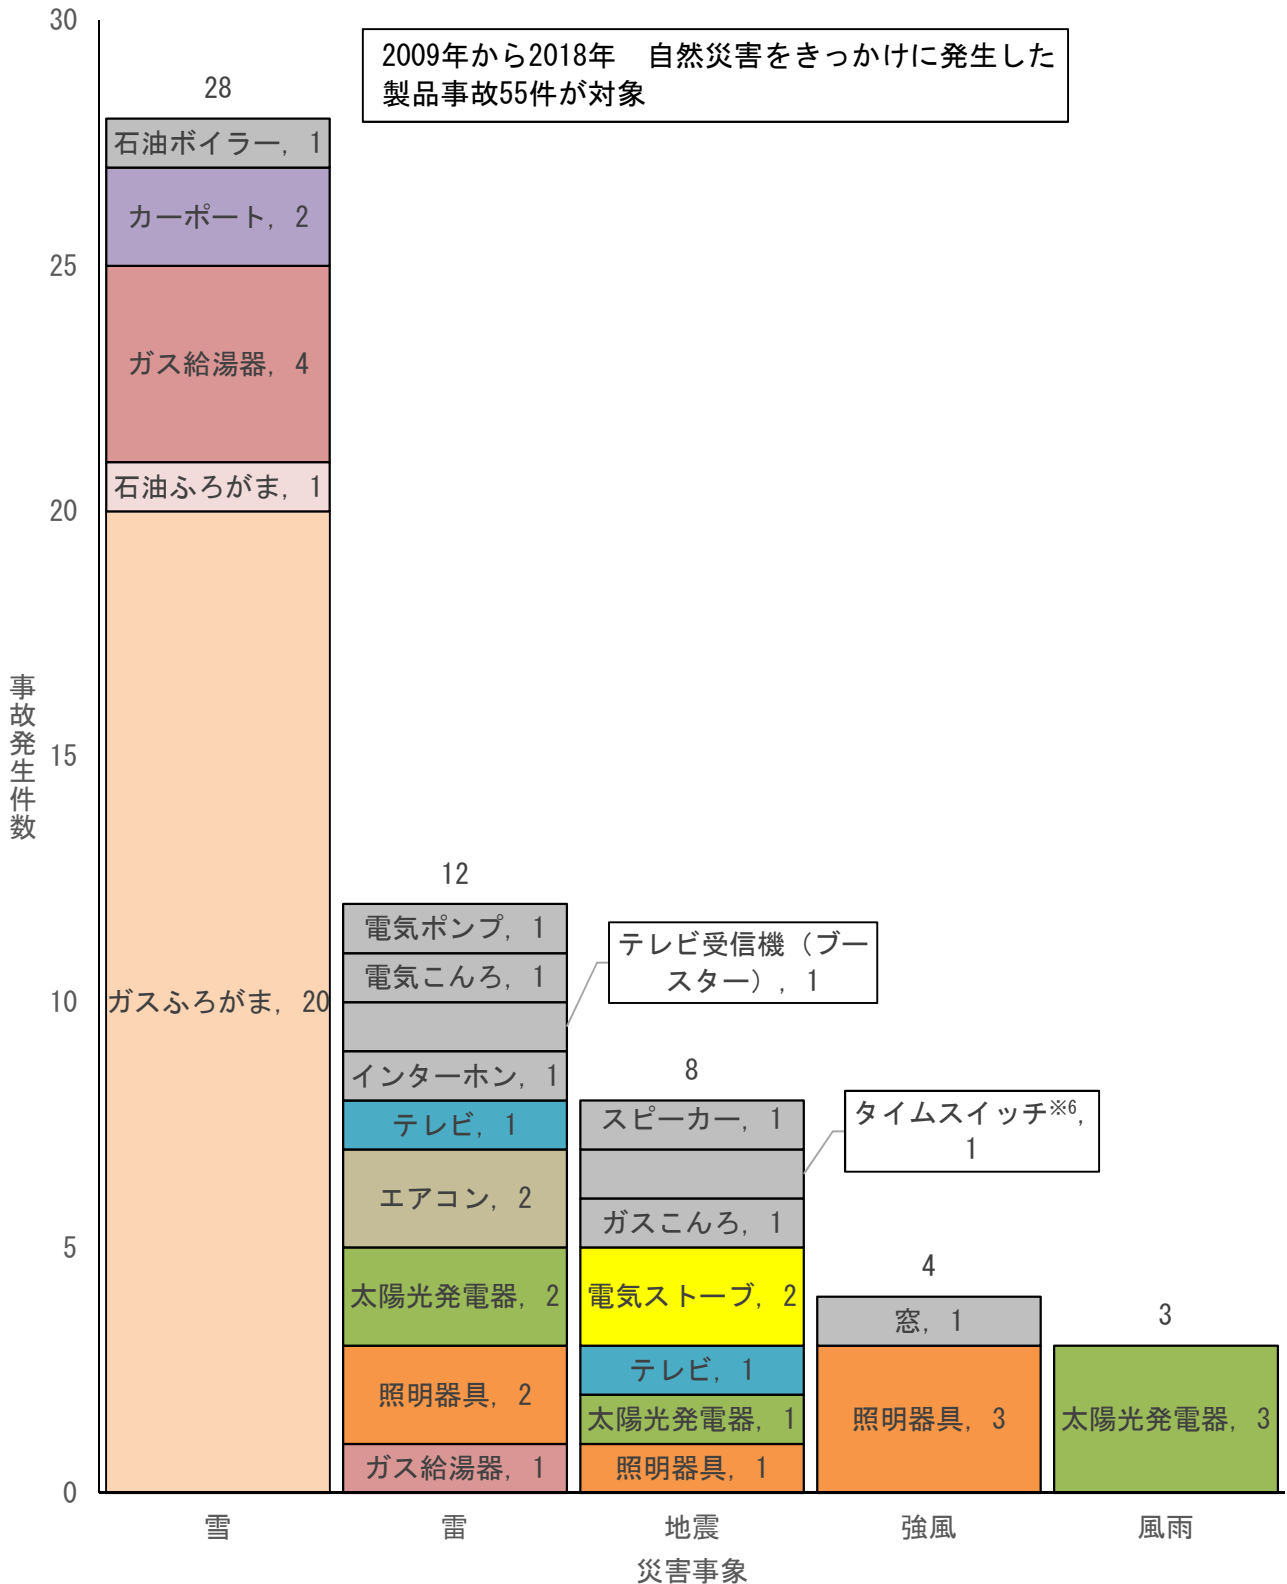 2009年から2018年　自然災害をきっかけに発生した
製品事故55件が対象
事故発生件数
30
25
20
15
10
5
0
28
石油ボイラー, 1
カーポート, 2
ガス給湯器, 4
石油ふろがま, 1
ガスふろがま, 20
12
電気ポンプ, 1
電気こんろ, 1
テレビ受信機（ブー
スター）, 1
インターホン, 1
テレビ, 1
エアコン, 2
太陽光発電器, 2
照明器具, 2
ガス給湯器, 1
8
スピーカー, 1
タイムスイッチ※6,
1
ガスこんろ, 1
電気ストーブ, 2
テレビ, 1
太陽光発電器, 1
照明器具, 1
4
窓, 1
照明器具, 3
3
太陽光発電器, 3
雪
雷
地震
強風
風雨
災害事象